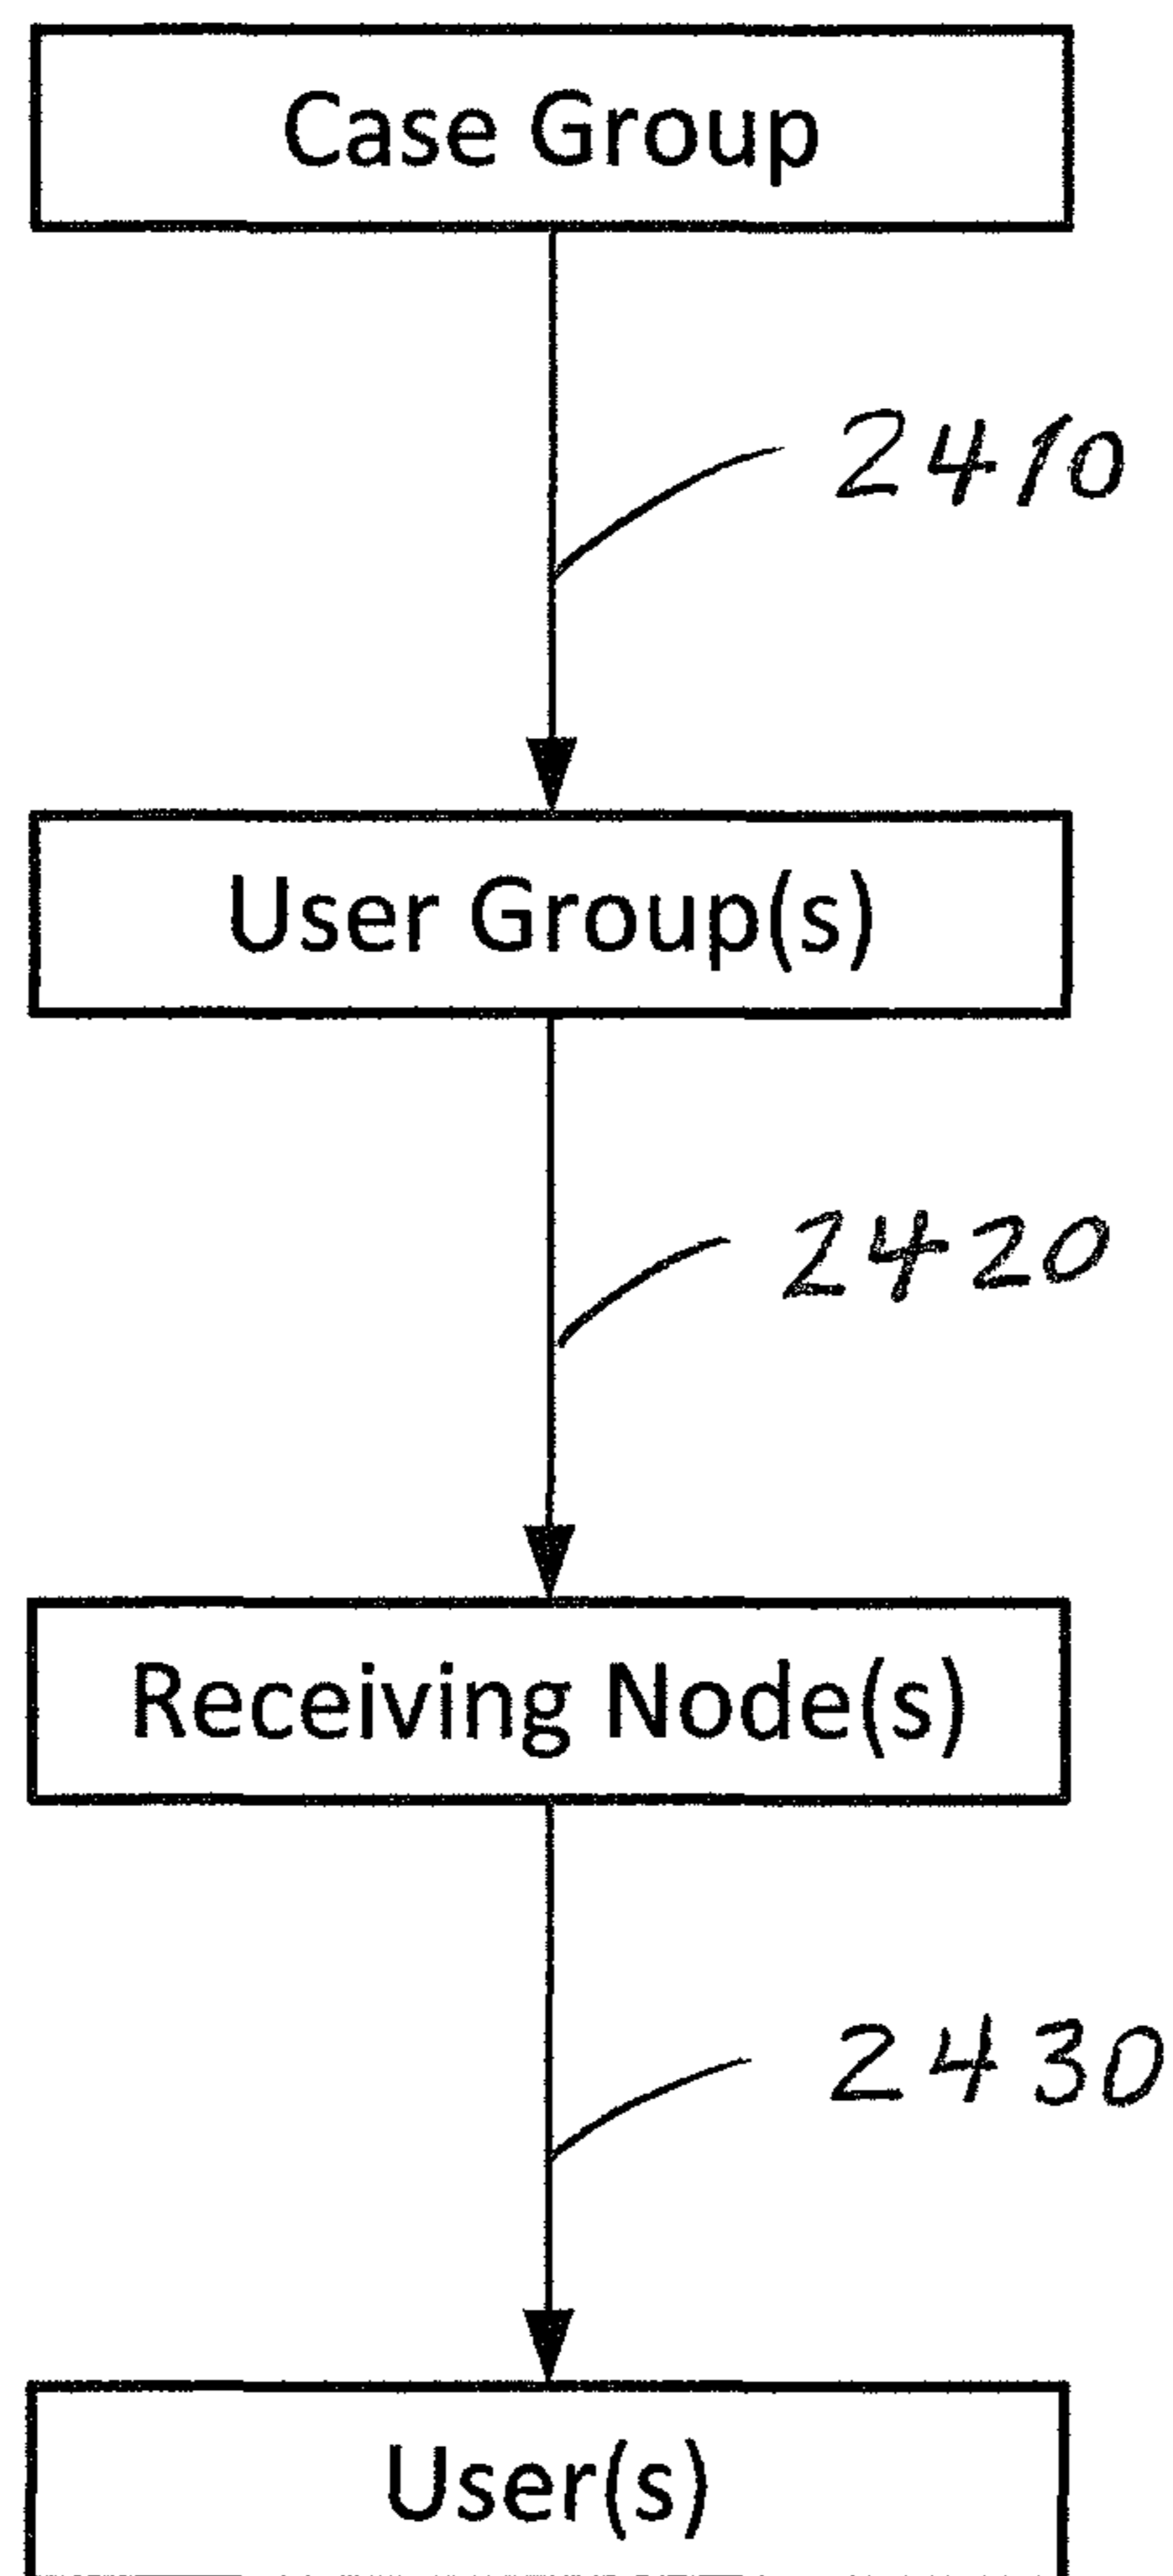 Case Group
2410
User Group(s)
2420
Receiving Node(s)
2430
User(s)